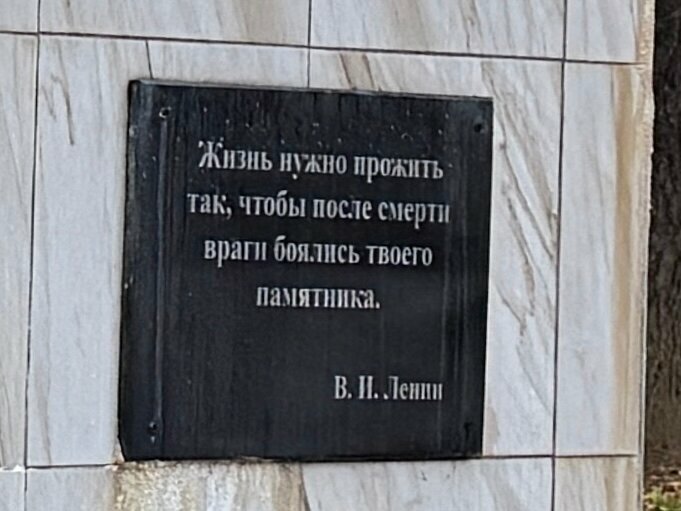 Жизнь нужно прожить
так, чтобы после смерти
враги боялись твоего
памятника.
В. И. Ленин